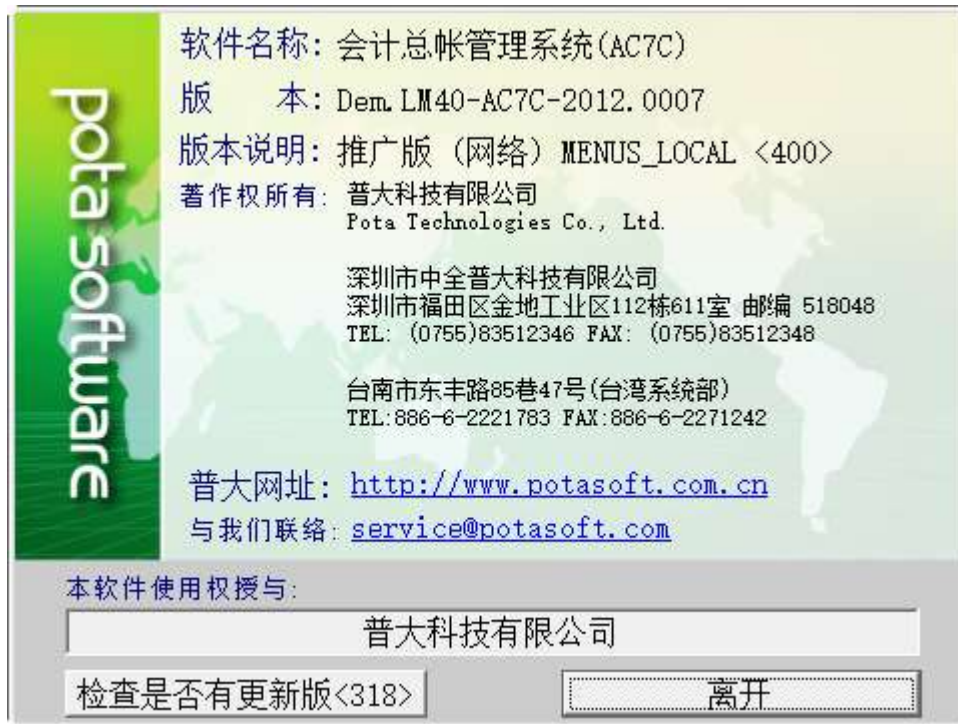 pota software
软件名称: 会计总帐管理系统(AC7C)
版 本: Dem.LM40-AC7C-2012.0007
版本说明: 推广版 (网络) MENUS_LOCAL <400>
著作权所有: 普大科技有限公司
Pota Technologies Co., Ltd.
深圳市中全普大科技有限公司
深圳市福田区金地工业区112栋611室 邮编 518048
TEL: (0755)83512346 FAX: (0755)83512348
台南市东丰路85巷47号(台湾系统部)
TEL:886-6-2221783 FAX:886-6-2271242
普大网址: http://www.potasoft.com.cn
与我们联络: service@potasoft.com
本软件使用权授与:
普大科技有限公司
检查是否有更新版<318> 离开